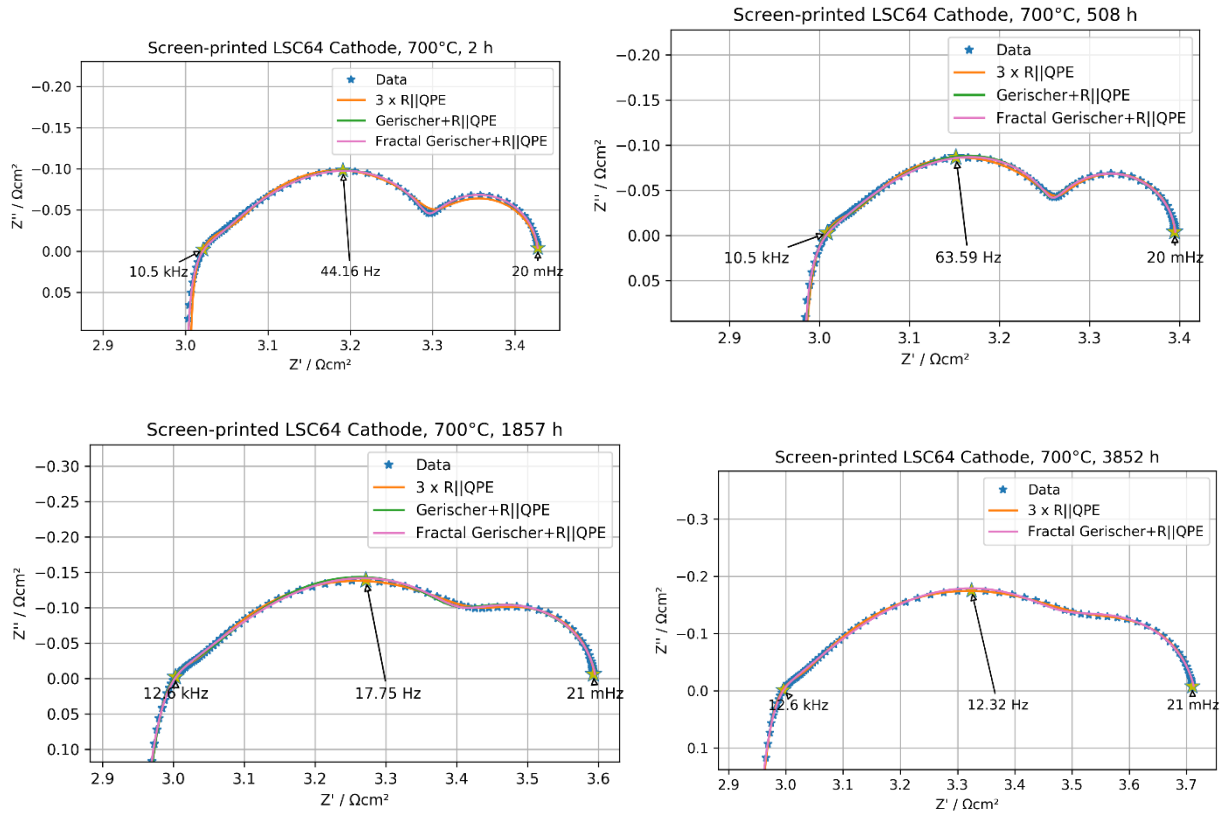 Screen-printed LSC64 Cathode, 700°C, 2 h
Data
3 x R||QPE
Gerischer+R||QPE
Fractal Gerischer+R||QPE
−0.20
−0.15
−0.10
−0.05
0.00
0.05
Z'' / Ωcm²
10.5 kHz
44.16 Hz
20 mHz
2.9
3.0
3.1
3.2
3.3
3.4
Z' / Ωcm²
Screen-printed LSC64 Cathode, 700°C, 508 h
Data
3 x R||QPE
Gerischer+R||QPE
Fractal Gerischer+R||QPE
−0.20
−0.15
−0.10
−0.05
0.00
0.05
Z'' / Ωcm²
10.5 kHz
63.59 Hz
20 mHz
2.9
3.0
3.1
3.2
3.3
3.4
Z' / Ωcm²
Screen-printed LSC64 Cathode, 700°C, 1857 h
Data
3 x R||QPE
Gerischer+R||QPE
Fractal Gerischer+R||QPE
−0.30
−0.25
−0.20
−0.15
−0.10
−0.05
0.00
0.05
0.10
Z'' / Ωcm²
12.6 kHz
17.75 Hz
21 mHz
2.9
3.0
3.1
3.2
3.3
3.4
3.5
3.6
Z' / Ωcm²
Screen-printed LSC64 Cathode, 700°C, 3852 h
Data
3 x R||QPE
Fractal Gerischer+R||QPE
−0.3
−0.2
−0.1
0.0
0.1
Z'' / Ωcm²
12.6 kHz
12.32 Hz
21 mHz
2.9
3.0
3.1
3.2
3.3
3.4
3.5
3.6
3.7
Z' / Ωcm²